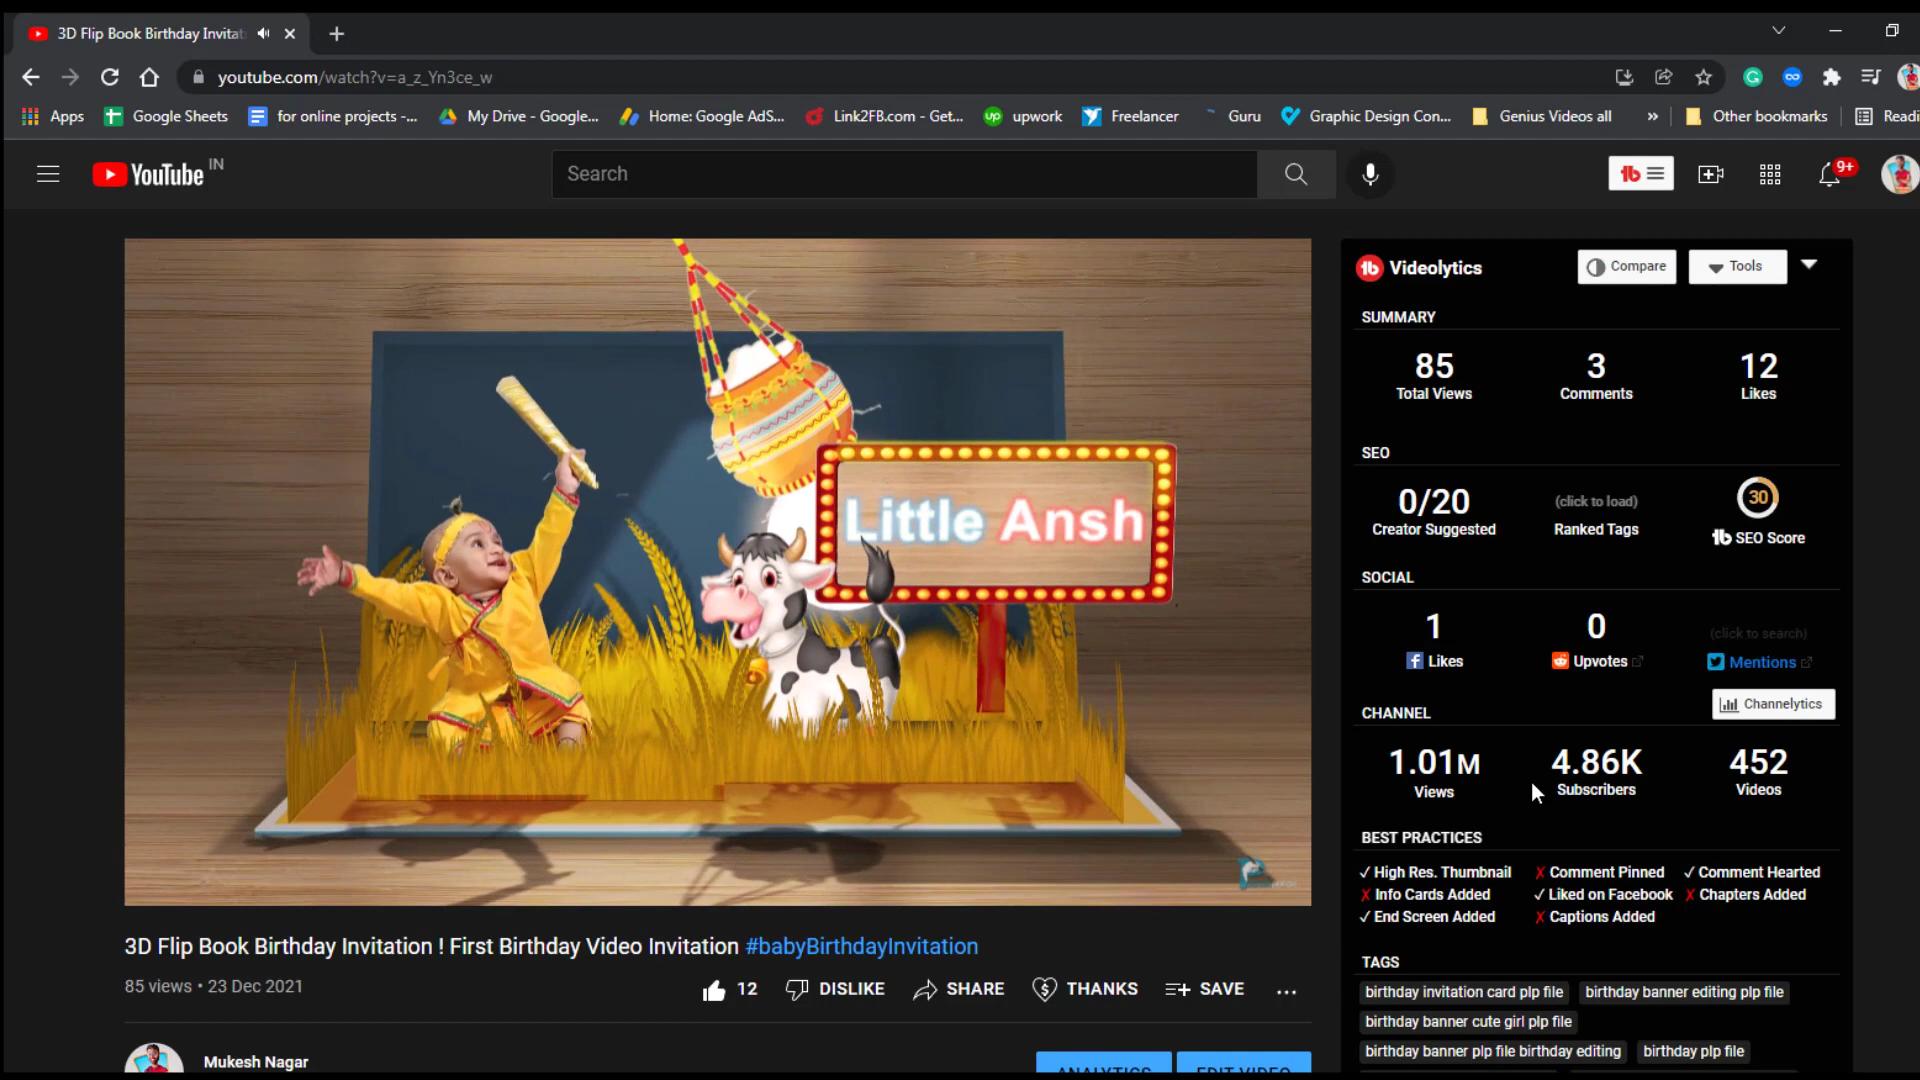 3D Flip Book Birthday Invitat
youtube.com/watch?v=a_z_Yn3ce_w
Apps Google Sheets for online projects -... My Drive - Google... Home: Google AdS... Link2FB.com - Get... up upwork Freelancer Guru Graphic Design Con... Genius Videos all » Other bookmarks Readi
YouTube IN
Search
9+
Little Ansh
3D Flip Book Birthday Invitation ! First Birthday Video Invitation #babyBirthdayInvitation
85 views • 23 Dec 2021
12 DISLIKE SHARE THANKS SAVE ...
Mukesh Nagar
ANALYTICS EDIT VIDEO
Videolytics Compare Tools
SUMMARY
85 3 12
Total Views Comments Likes
SEO
0/20 (click to load) 30
Creator Suggested Ranked Tags SEO Score
SOCIAL
1 0 (click to search)
Likes Upvotes Mentions
CHANNEL Channelytics
1.01M 4.86K 452
Views Subscribers Videos
BEST PRACTICES
✓ High Res. Thumbnail ✗ Comment Pinned ✓ Comment Hearted
✗ Info Cards Added ✓ Liked on Facebook ✗ Chapters Added
✓ End Screen Added ✗ Captions Added
TAGS
birthday invitation card plp file birthday banner editing plp file
birthday banner cute girl plp file
birthday banner plp file birthday editing birthday plp file